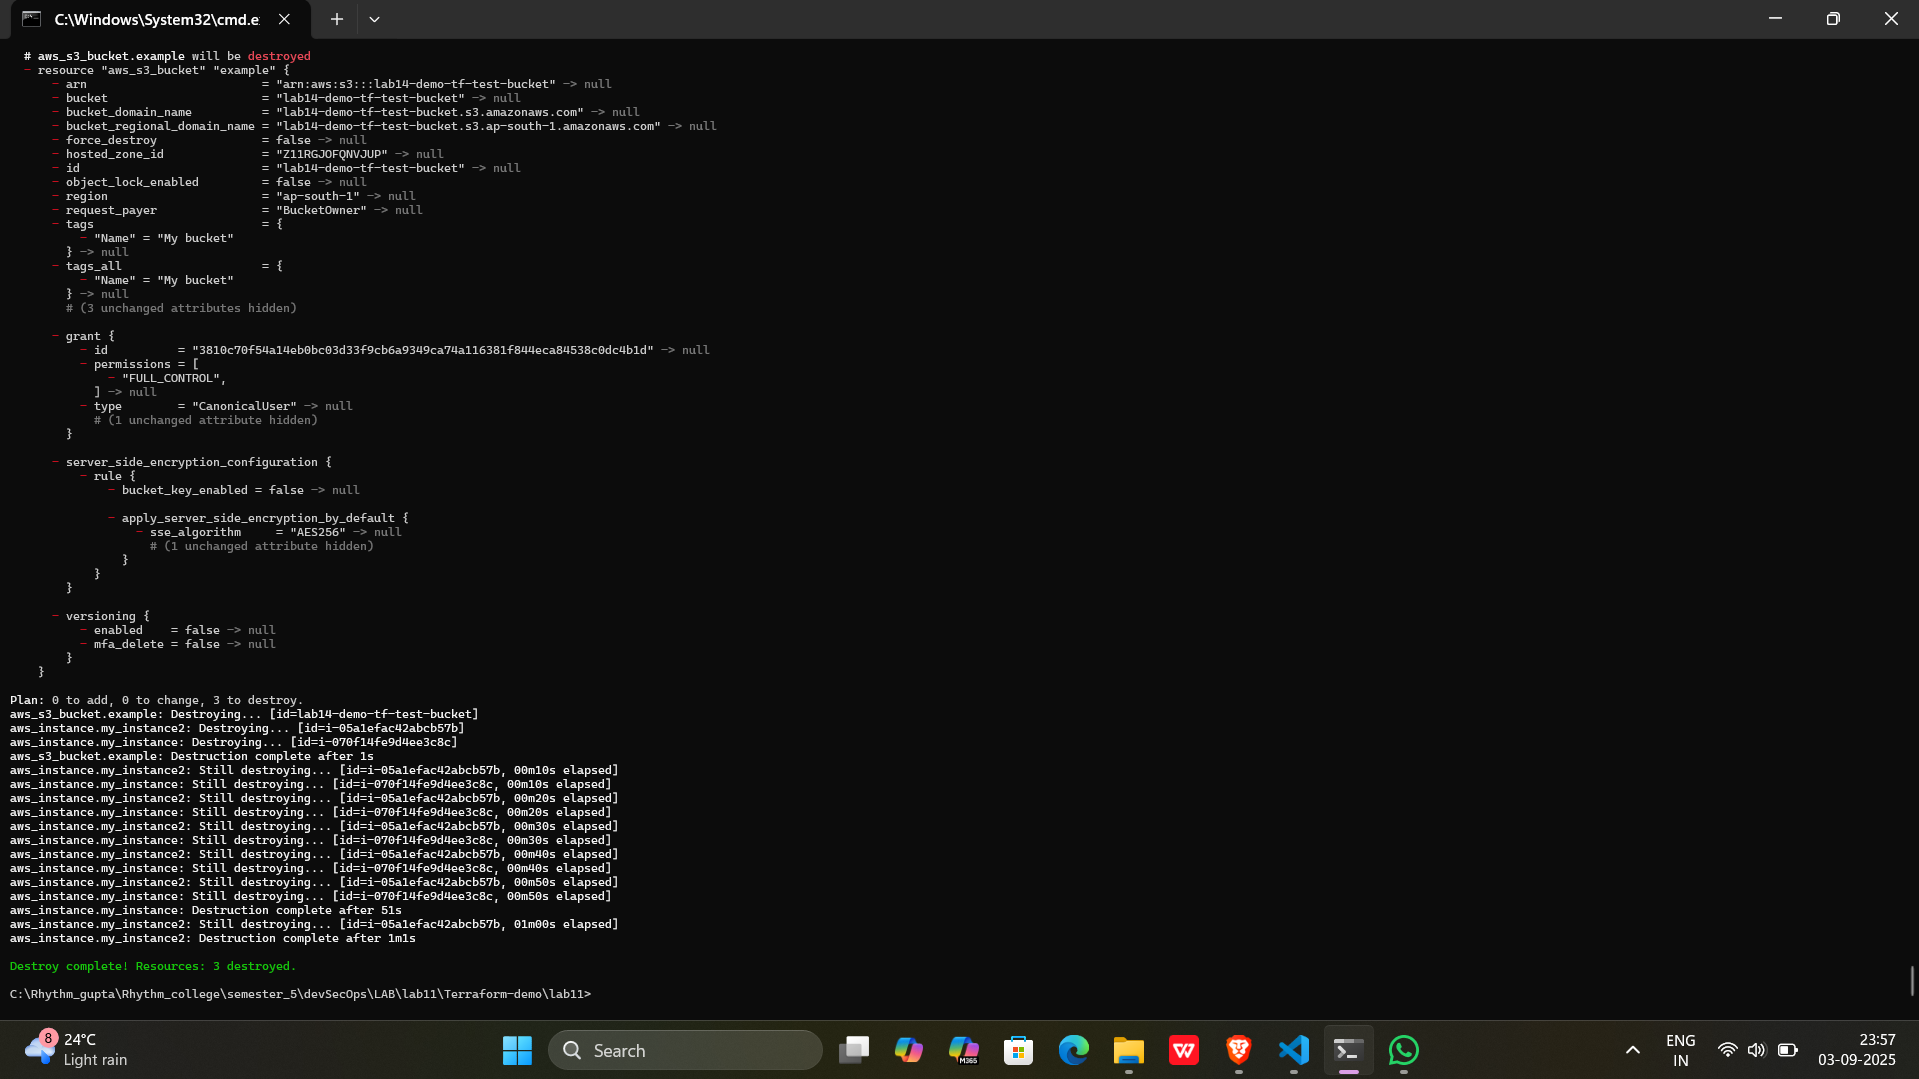 C:\Windows\System32\cmd.e
# aws_s3_bucket.example will be destroyed
- resource "aws_s3_bucket" "example" {
- arn = "arn:aws:s3:::lab14-demo-tf-test-bucket" -> null
- bucket = "lab14-demo-tf-test-bucket" -> null
- bucket_domain_name = "lab14-demo-tf-test-bucket.s3.amazonaws.com" -> null
- bucket_regional_domain_name = "lab14-demo-tf-test-bucket.s3.ap-south-1.amazonaws.com" -> null
- force_destroy = false -> null
- hosted_zone_id = "Z11RGJOFQNVJUP" -> null
- id = "lab14-demo-tf-test-bucket" -> null
- object_lock_enabled = false -> null
- region = "ap-south-1" -> null
- request_payer = "BucketOwner" -> null
- tags = {
- "Name" = "My bucket"
} -> null
- tags_all = {
- "Name" = "My bucket"
} -> null
# (3 unchanged attributes hidden)
- grant {
- id = "3810c70f54a14eb0bc03d33f9cb6a9349ca74a116381f844eca84538c0dc4b1d" -> null
- permissions = [
- "FULL_CONTROL",
] -> null
- type = "CanonicalUser" -> null
# (1 unchanged attribute hidden)
}
- server_side_encryption_configuration {
- rule {
- bucket_key_enabled = false -> null
- apply_server_side_encryption_by_default {
- sse_algorithm = "AES256" -> null
# (1 unchanged attribute hidden)
}
}
}
- versioning {
- enabled = false -> null
- mfa_delete = false -> null
}
}
Plan: 0 to add, 0 to change, 3 to destroy.
aws_s3_bucket.example: Destroying... [id=lab14-demo-tf-test-bucket]
aws_instance.my_instance2: Destroying... [id=i-05a1efac42abcb57b]
aws_instance.my_instance: Destroying... [id=i-070f14fe9d4ee3c8c]
aws_s3_bucket.example: Destruction complete after 1s
aws_instance.my_instance2: Still destroying... [id=i-05a1efac42abcb57b, 00m10s elapsed]
aws_instance.my_instance: Still destroying... [id=i-070f14fe9d4ee3c8c, 00m10s elapsed]
aws_instance.my_instance2: Still destroying... [id=i-05a1efac42abcb57b, 00m20s elapsed]
aws_instance.my_instance: Still destroying... [id=i-070f14fe9d4ee3c8c, 00m20s elapsed]
aws_instance.my_instance2: Still destroying... [id=i-05a1efac42abcb57b, 00m30s elapsed]
aws_instance.my_instance: Still destroying... [id=i-070f14fe9d4ee3c8c, 00m30s elapsed]
aws_instance.my_instance2: Still destroying... [id=i-05a1efac42abcb57b, 00m40s elapsed]
aws_instance.my_instance: Still destroying... [id=i-070f14fe9d4ee3c8c, 00m40s elapsed]
aws_instance.my_instance2: Still destroying... [id=i-05a1efac42abcb57b, 00m50s elapsed]
aws_instance.my_instance: Still destroying... [id=i-070f14fe9d4ee3c8c, 00m50s elapsed]
aws_instance.my_instance: Destruction complete after 51s
aws_instance.my_instance2: Still destroying... [id=i-05a1efac42abcb57b, 01m00s elapsed]
aws_instance.my_instance2: Destruction complete after 1m1s
Destroy complete! Resources: 3 destroyed.
C:\Rhythm_gupta\Rhythm_college\semester_5\devSecOps\LAB\lab11\Terraform-demo\lab11>
8
24°C
Light rain
Search
M365
ENG
IN
23:57
03-09-2025